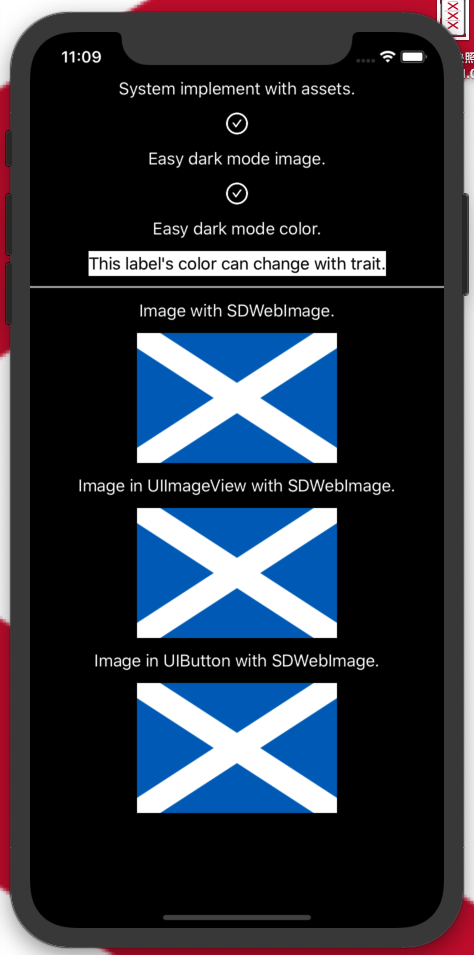 11:09
System implement with assets.
Easy dark mode image.
Easy dark mode color.
This label's color can change with trait.
Image with SDWebImage.
Image in UIImageView with SDWebImage.
Image in UIButton with SDWebImage.